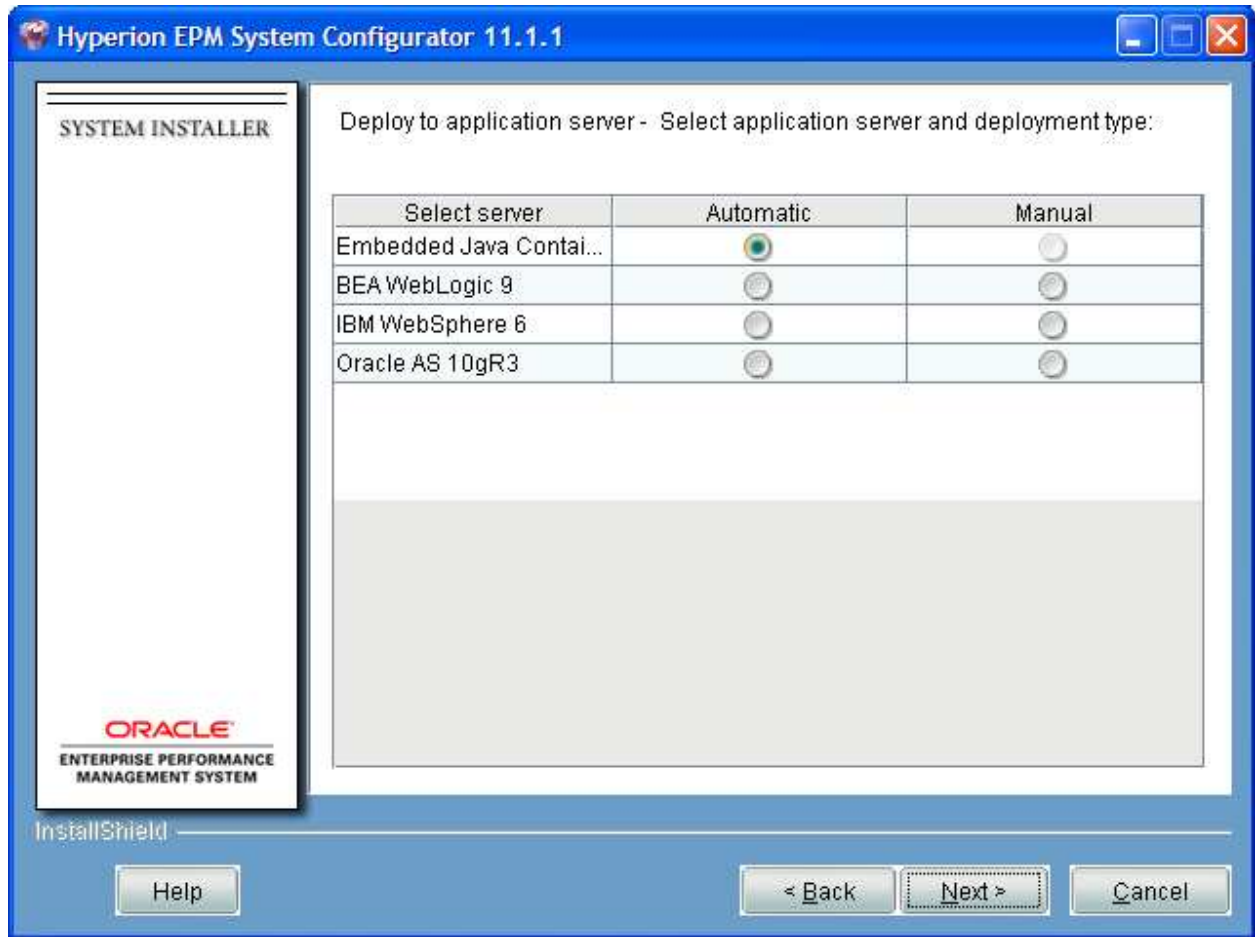 Hyperion EPM System Configurator 11.1.1
SYSTEM INSTALLER
Deploy to application server - Select application server and deployment type:
Select server Automatic Manual
Embedded Java Contai...
BEA WebLogic 9
IBM WebSphere 6
Oracle AS 10gR3
ORACLE
ENTERPRISE PERFORMANCE
MANAGEMENT SYSTEM
InstallShield
Help < Back Next > Cancel